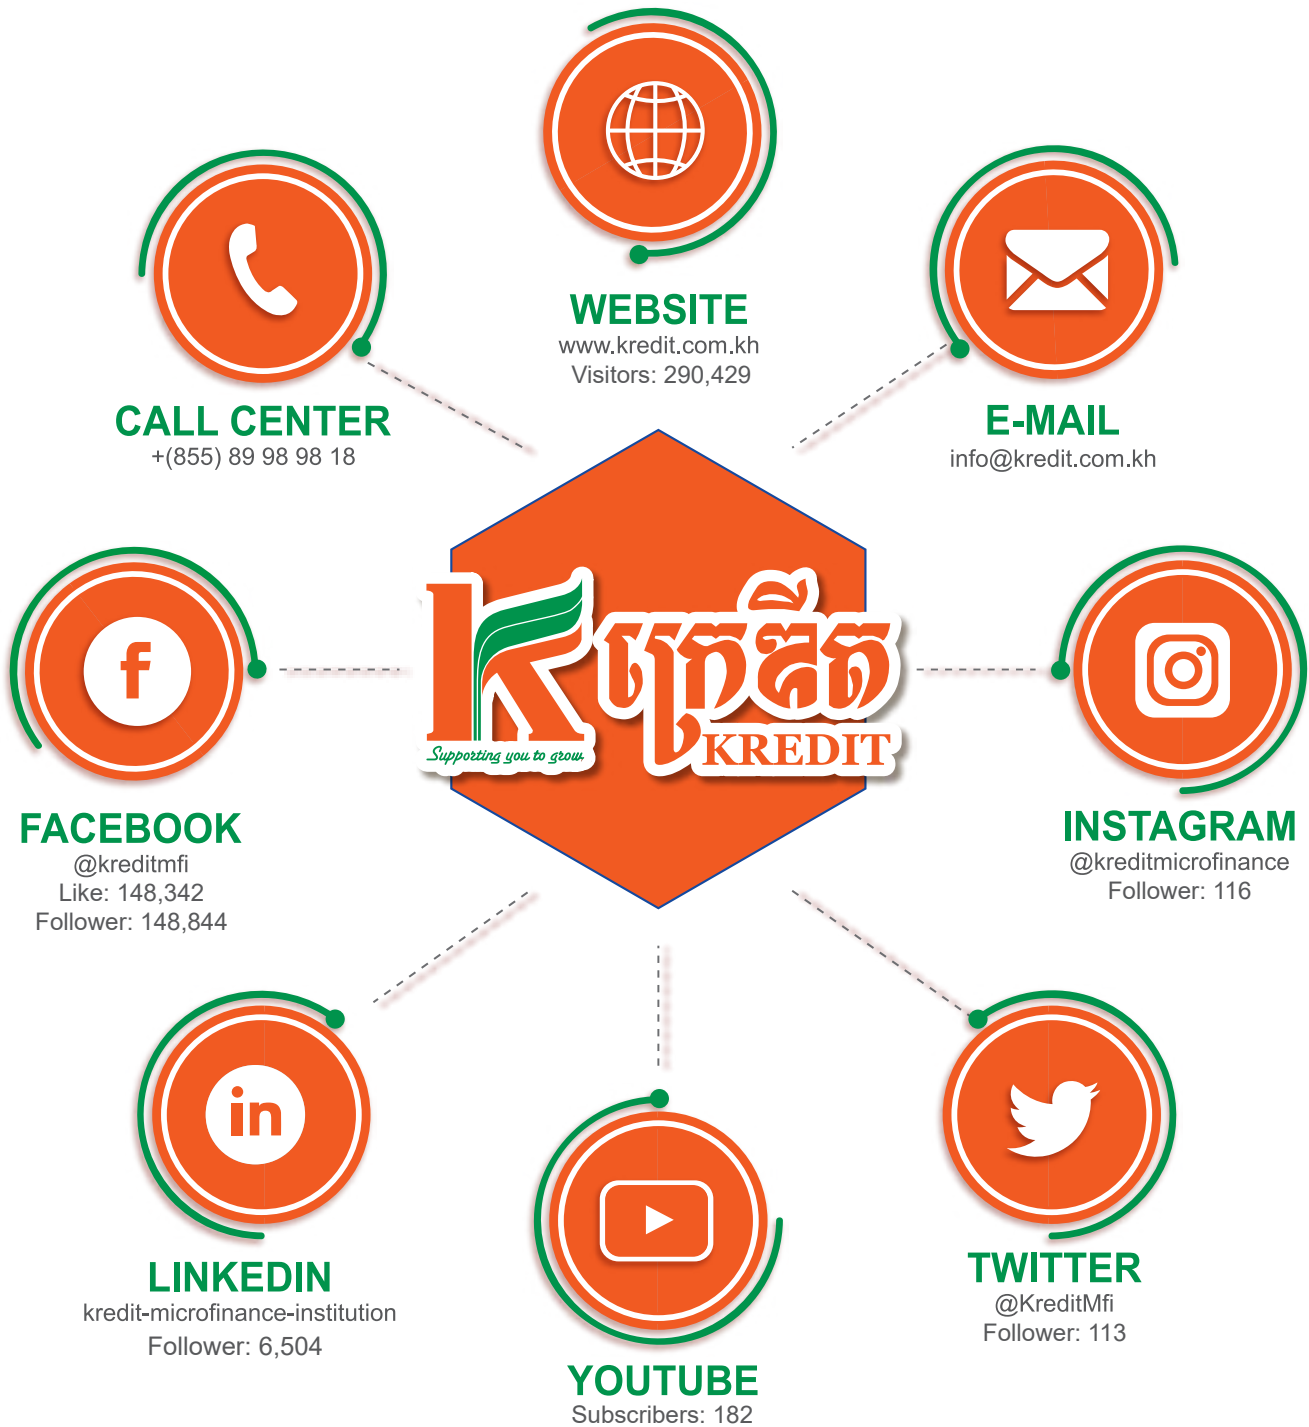 WEBSITE
www.kredit.com.kh
Visitors: 290,429
CALL CENTER
+(855) 89 98 98 18
E-MAIL
info@kredit.com.kh
ក្រេឌីត
KREDIT
Supporting you to grow
FACEBOOK
@kreditmfi
Like: 148,342
Follower: 148,844
INSTAGRAM
@kreditmicrofinance
Follower: 116
LINKEDIN
kredit-microfinance-institution
Follower: 6,504
TWITTER
@KreditMfi
Follower: 113
YOUTUBE
Subscribers: 182
f
in